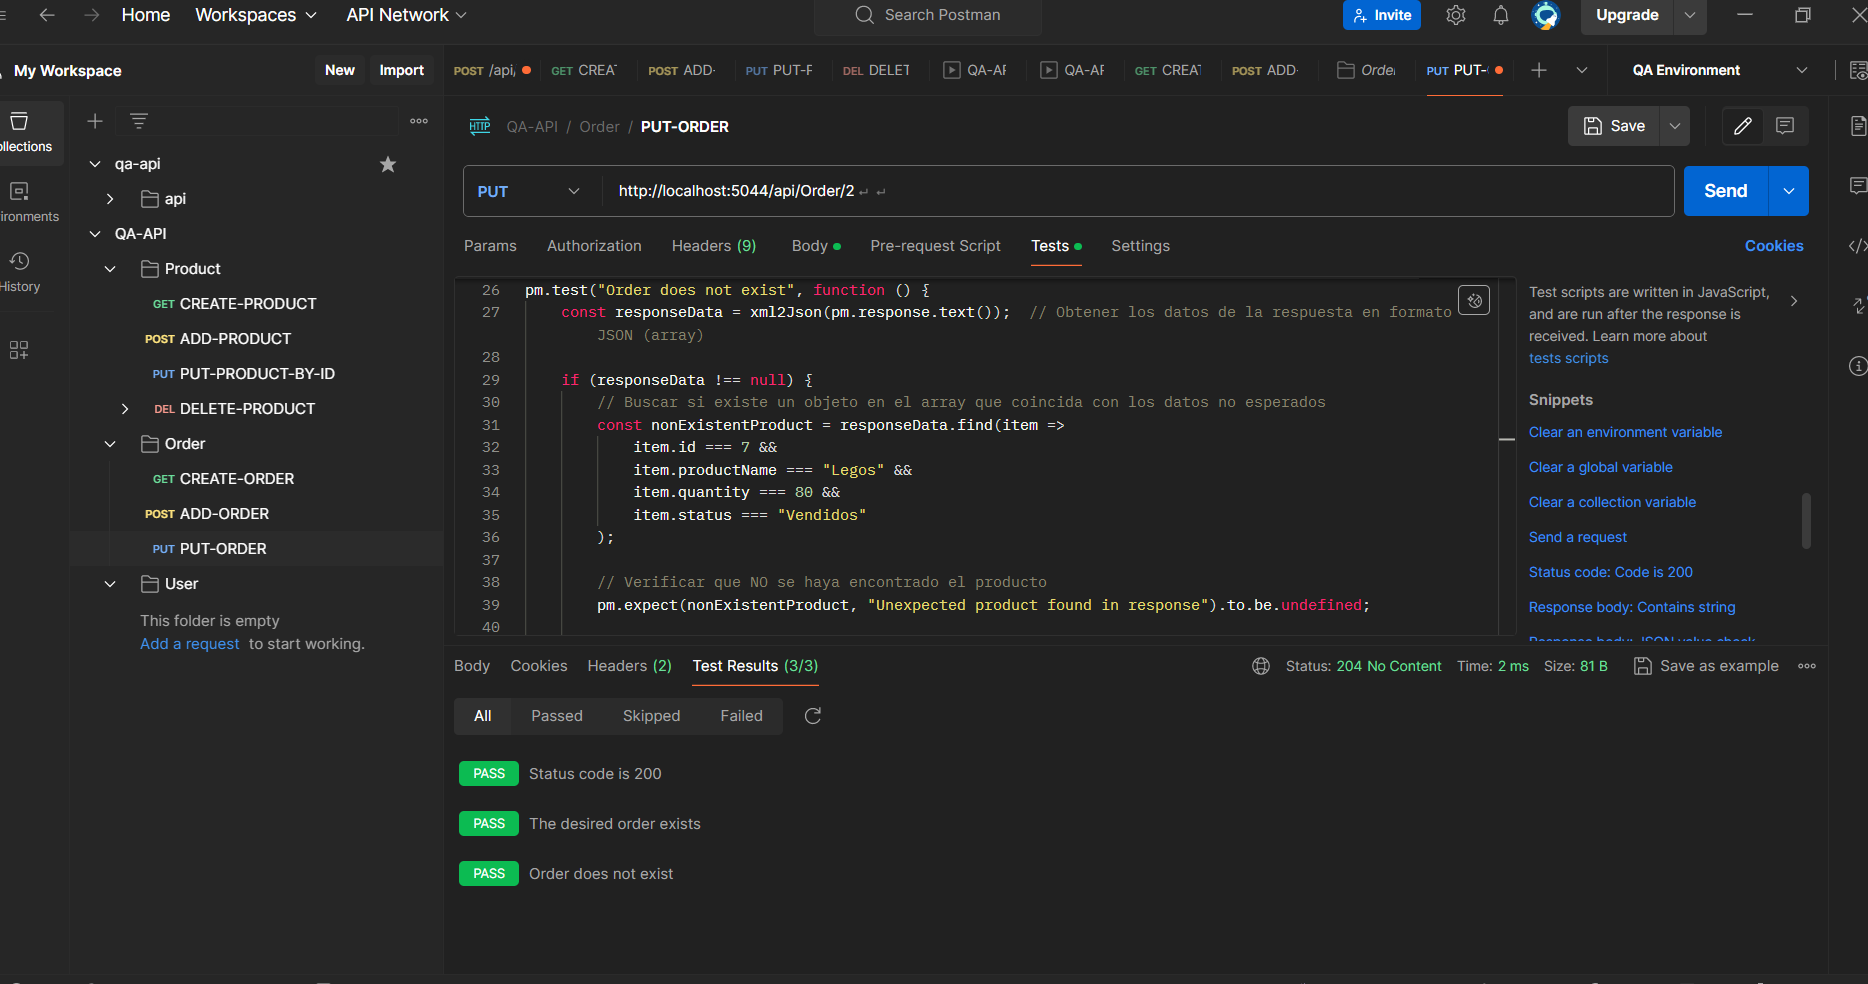 Home Workspaces API Network Search Postman Invite Upgrade
My Workspace New Import POST /api/ GET CREA POST ADD- PUT PUT-F DEL DELET QA-AF QA-AF GET CREA POST ADD- Order PUT PUT- QA Environment
QA-API / Order / PUT-ORDER Save
ollections
qa-api
api
QA-API
Product
GET CREATE-PRODUCT
POST ADD-PRODUCT
PUT PUT-PRODUCT-BY-ID
DEL DELETE-PRODUCT
Order
GET CREATE-ORDER
POST ADD-ORDER
PUT PUT-ORDER
User
This folder is empty
Add a request to start working.
ironments
History
PUT http://localhost:5044/api/Order/2 Send
Params Authorization Headers (9) Body Pre-request Script Tests Settings Cookies
26 pm.test("Order does not exist", function () {
27 const responseData = xml2Json(pm.response.text()); // Obtener los datos de la respuesta en formato
JSON (array)
28
29 if (responseData !== null) {
30 // Buscar si existe un objeto en el array que coincida con los datos no esperados
31 const nonExistentProduct = responseData.find(item =>
32 item.id === 7 &&
33 item.productName === "Legos" &&
34 item.quantity === 80 &&
35 item.status === "Vendidos"
36 );
37
38 // Verificar que NO se haya encontrado el producto
39 pm.expect(nonExistentProduct, "Unexpected product found in response").to.be.undefined;
40
Test scripts are written in JavaScript,
and are run after the response is
received. Learn more about
tests scripts
Snippets
Clear an environment variable
Clear a global variable
Clear a collection variable
Send a request
Status code: Code is 200
Response body: Contains string
Response body: JSON value check
Body Cookies Headers (2) Test Results (3/3) Status: 204 No Content Time: 2 ms Size: 81 B Save as example
All Passed Skipped Failed
PASS Status code is 200
PASS The desired order exists
PASS Order does not exist